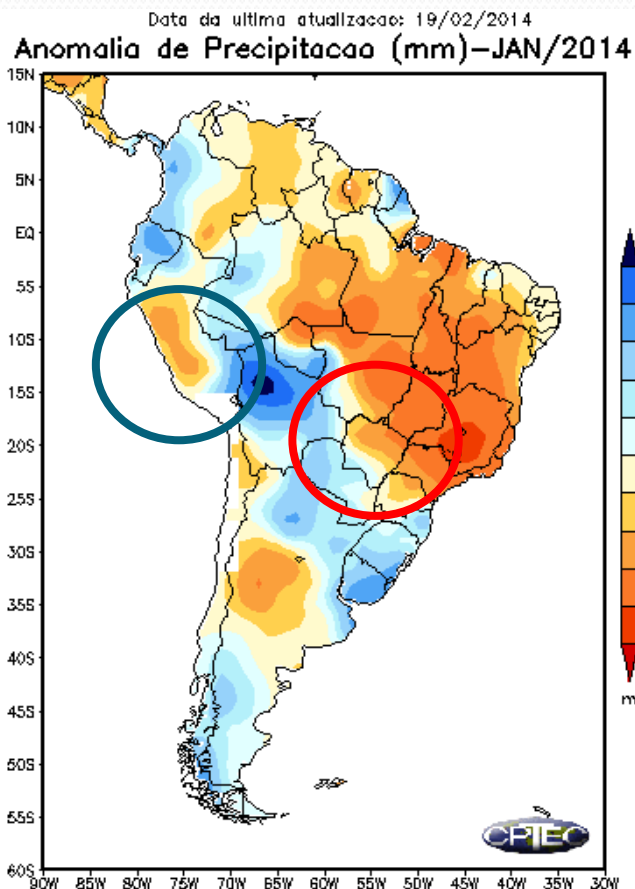 Data da ultima atualizacao: 19/02/2014
Anomalia de Precipitacao (mm)-JAN/2014
15N
10N
5N
EQ
5S
10S
15S
20S
25S
30S
35S
40S
45S
50S
55S
60S
90W 85W 80W 75W 70W 65W 60W 55W 50W 45W 40W 35W 30W
m
CPTEC